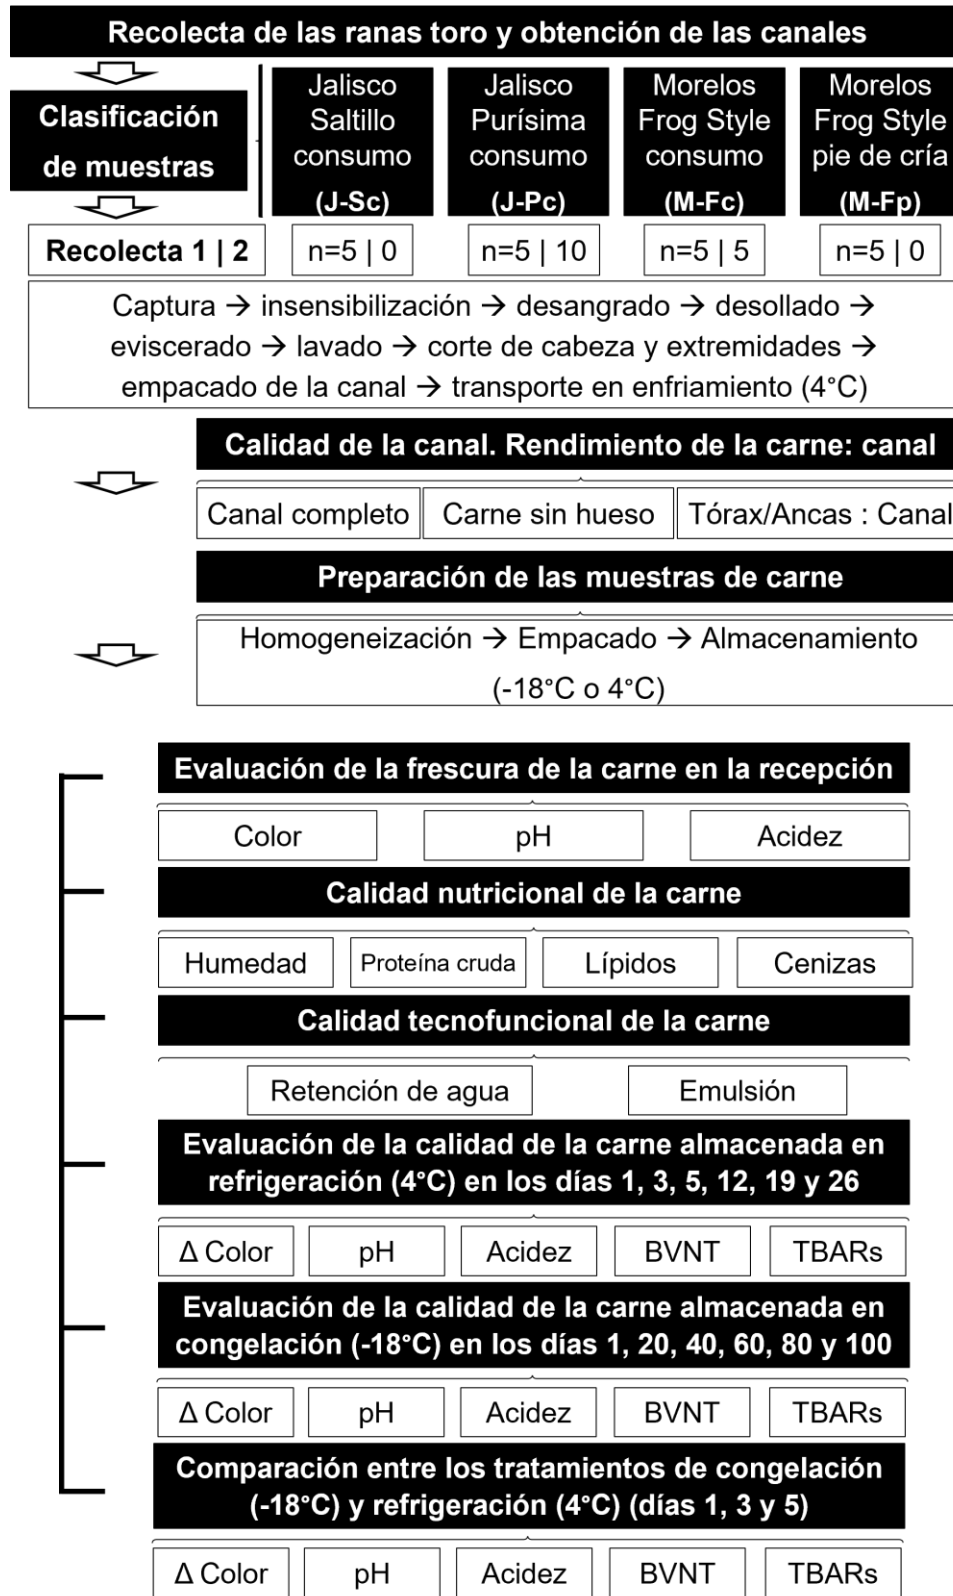 Recolecta de las ranas toro y obtención de las canales
Clasificación
de muestras
Jalisco
Saltillo
consumo
(J-Sc)
Jalisco
Purísima
consumo
(J-Pc)
Morelos
Frog Style
consumo
(M-Fc)
Morelos
Frog Style
pie de cría
(M-Fp)
Recolecta 1 | 2
n=5 | 0
n=5 | 10
n=5 | 5
n=5 | 0
Captura → insensibilización → desangrado → desollado →
eviscerado → lavado → corte de cabeza y extremidades →
empacado de la canal → transporte en enfriamiento (4°C)
Calidad de la canal. Rendimiento de la carne: canal
Canal completo
Carne sin hueso
Tórax/Ancas : Canal
Preparación de las muestras de carne
Homogeneización → Empacado → Almacenamiento
(-18°C o 4°C)
Evaluación de la frescura de la carne en la recepción
Color
pH
Acidez
Calidad nutricional de la carne
Humedad
Proteína cruda
Lípidos
Cenizas
Calidad tecnofuncional de la carne
Retención de agua
Emulsión
Evaluación de la calidad de la carne almacenada en
refrigeración (4°C) en los días 1, 3, 5, 12, 19 y 26
Δ Color
pH
Acidez
BVNT
TBARs
Evaluación de la calidad de la carne almacenada en
congelación (-18°C) en los días 1, 20, 40, 60, 80 y 100
Δ Color
pH
Acidez
BVNT
TBARs
Comparación entre los tratamientos de congelación
(-18°C) y refrigeración (4°C) (días 1, 3 y 5)
Δ Color
pH
Acidez
BVNT
TBARs